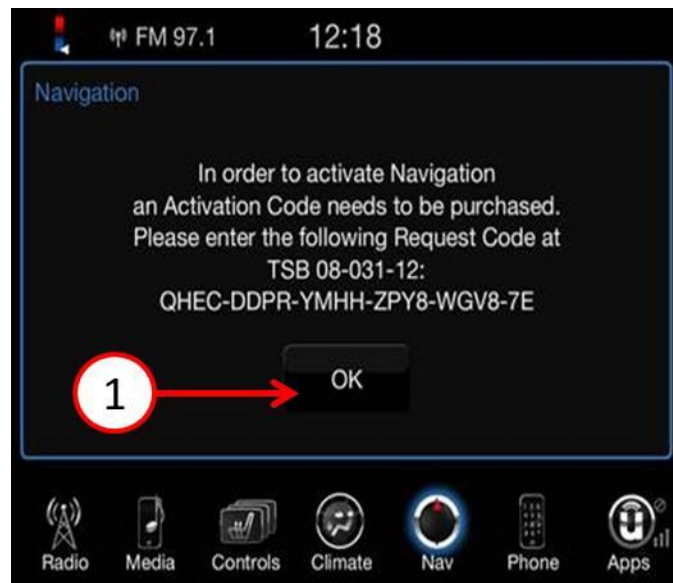 FM 97.1
12:18
Navigation
In order to activate Navigation
an Activation Code needs to be purchased.
Please enter the following Request Code at
TSB 08-031-12:
QHEC-DDPR-YMHH-ZPY8-WGV8-7E
OK
1
Radio Media Controls Climate Nav Phone Apps